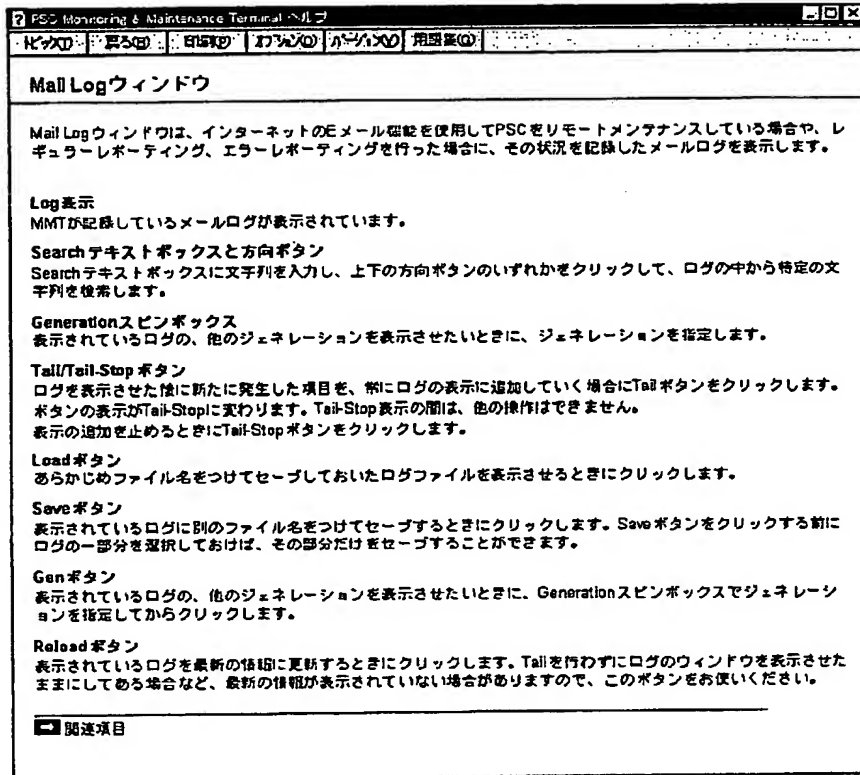 PSC Monitoring & Maintenance Terminal ヘルプ
トピック(T) 戻る(B) 印刷(P) オプション(O) バージョン(V) 用語集(G)
Mail Logウィンドウ
Mail Logウィンドウは、インターネットのEメール機能を使用してPSCをリモートメンテナンスしている場合や、レ
ギュラーレポーティング、エラーレポーティングを行った場合に、その状況を記録したメールログを表示します。
Log表示
MMTが記録しているメールログが表示されています。
Searchテキストボックスと方向ボタン
Searchテキストボックスに文字列を入力し、上下の方向ボタンのいずれかをクリックして、ログの中から特定の文
字列を検索します。
Generationスピンボックス
表示されているログの、他のジェネレーションを表示させたいときに、ジェネレーションを指定します。
Tail/Tail-Stopボタン
ログを表示させた後に新たに発生した項目を、常にログの表示に追加していく場合にTailボタンをクリックします。
ボタンの表示がTail-Stopに変わります。Tail-Stop表示の間は、他の操作はできません。
表示の追加を止めるときにTail-Stopボタンをクリックします。
Loadボタン
あらかじめファイル名をつけてセーブしておいたログファイルを表示させるときにクリックします。
Saveボタン
表示されているログに別のファイル名をつけてセーブするときにクリックします。Saveボタンをクリックする前に
ログの一部分を選択しておけば、その部分だけをセーブすることができます。
Genボタン
表示されているログの、他のジェネレーションを表示させたいときに、Generationスピンボックスでジェネレーシ
ョンを指定してからクリックします。
Reloadボタン
表示されているログを最新の情報に更新するときにクリックします。Tailを行わずにログのウィンドウを表示させた
ままにしてある場合など、最新の情報が表示されていない場合がありますので、このボタンをお使いください。
関連項目